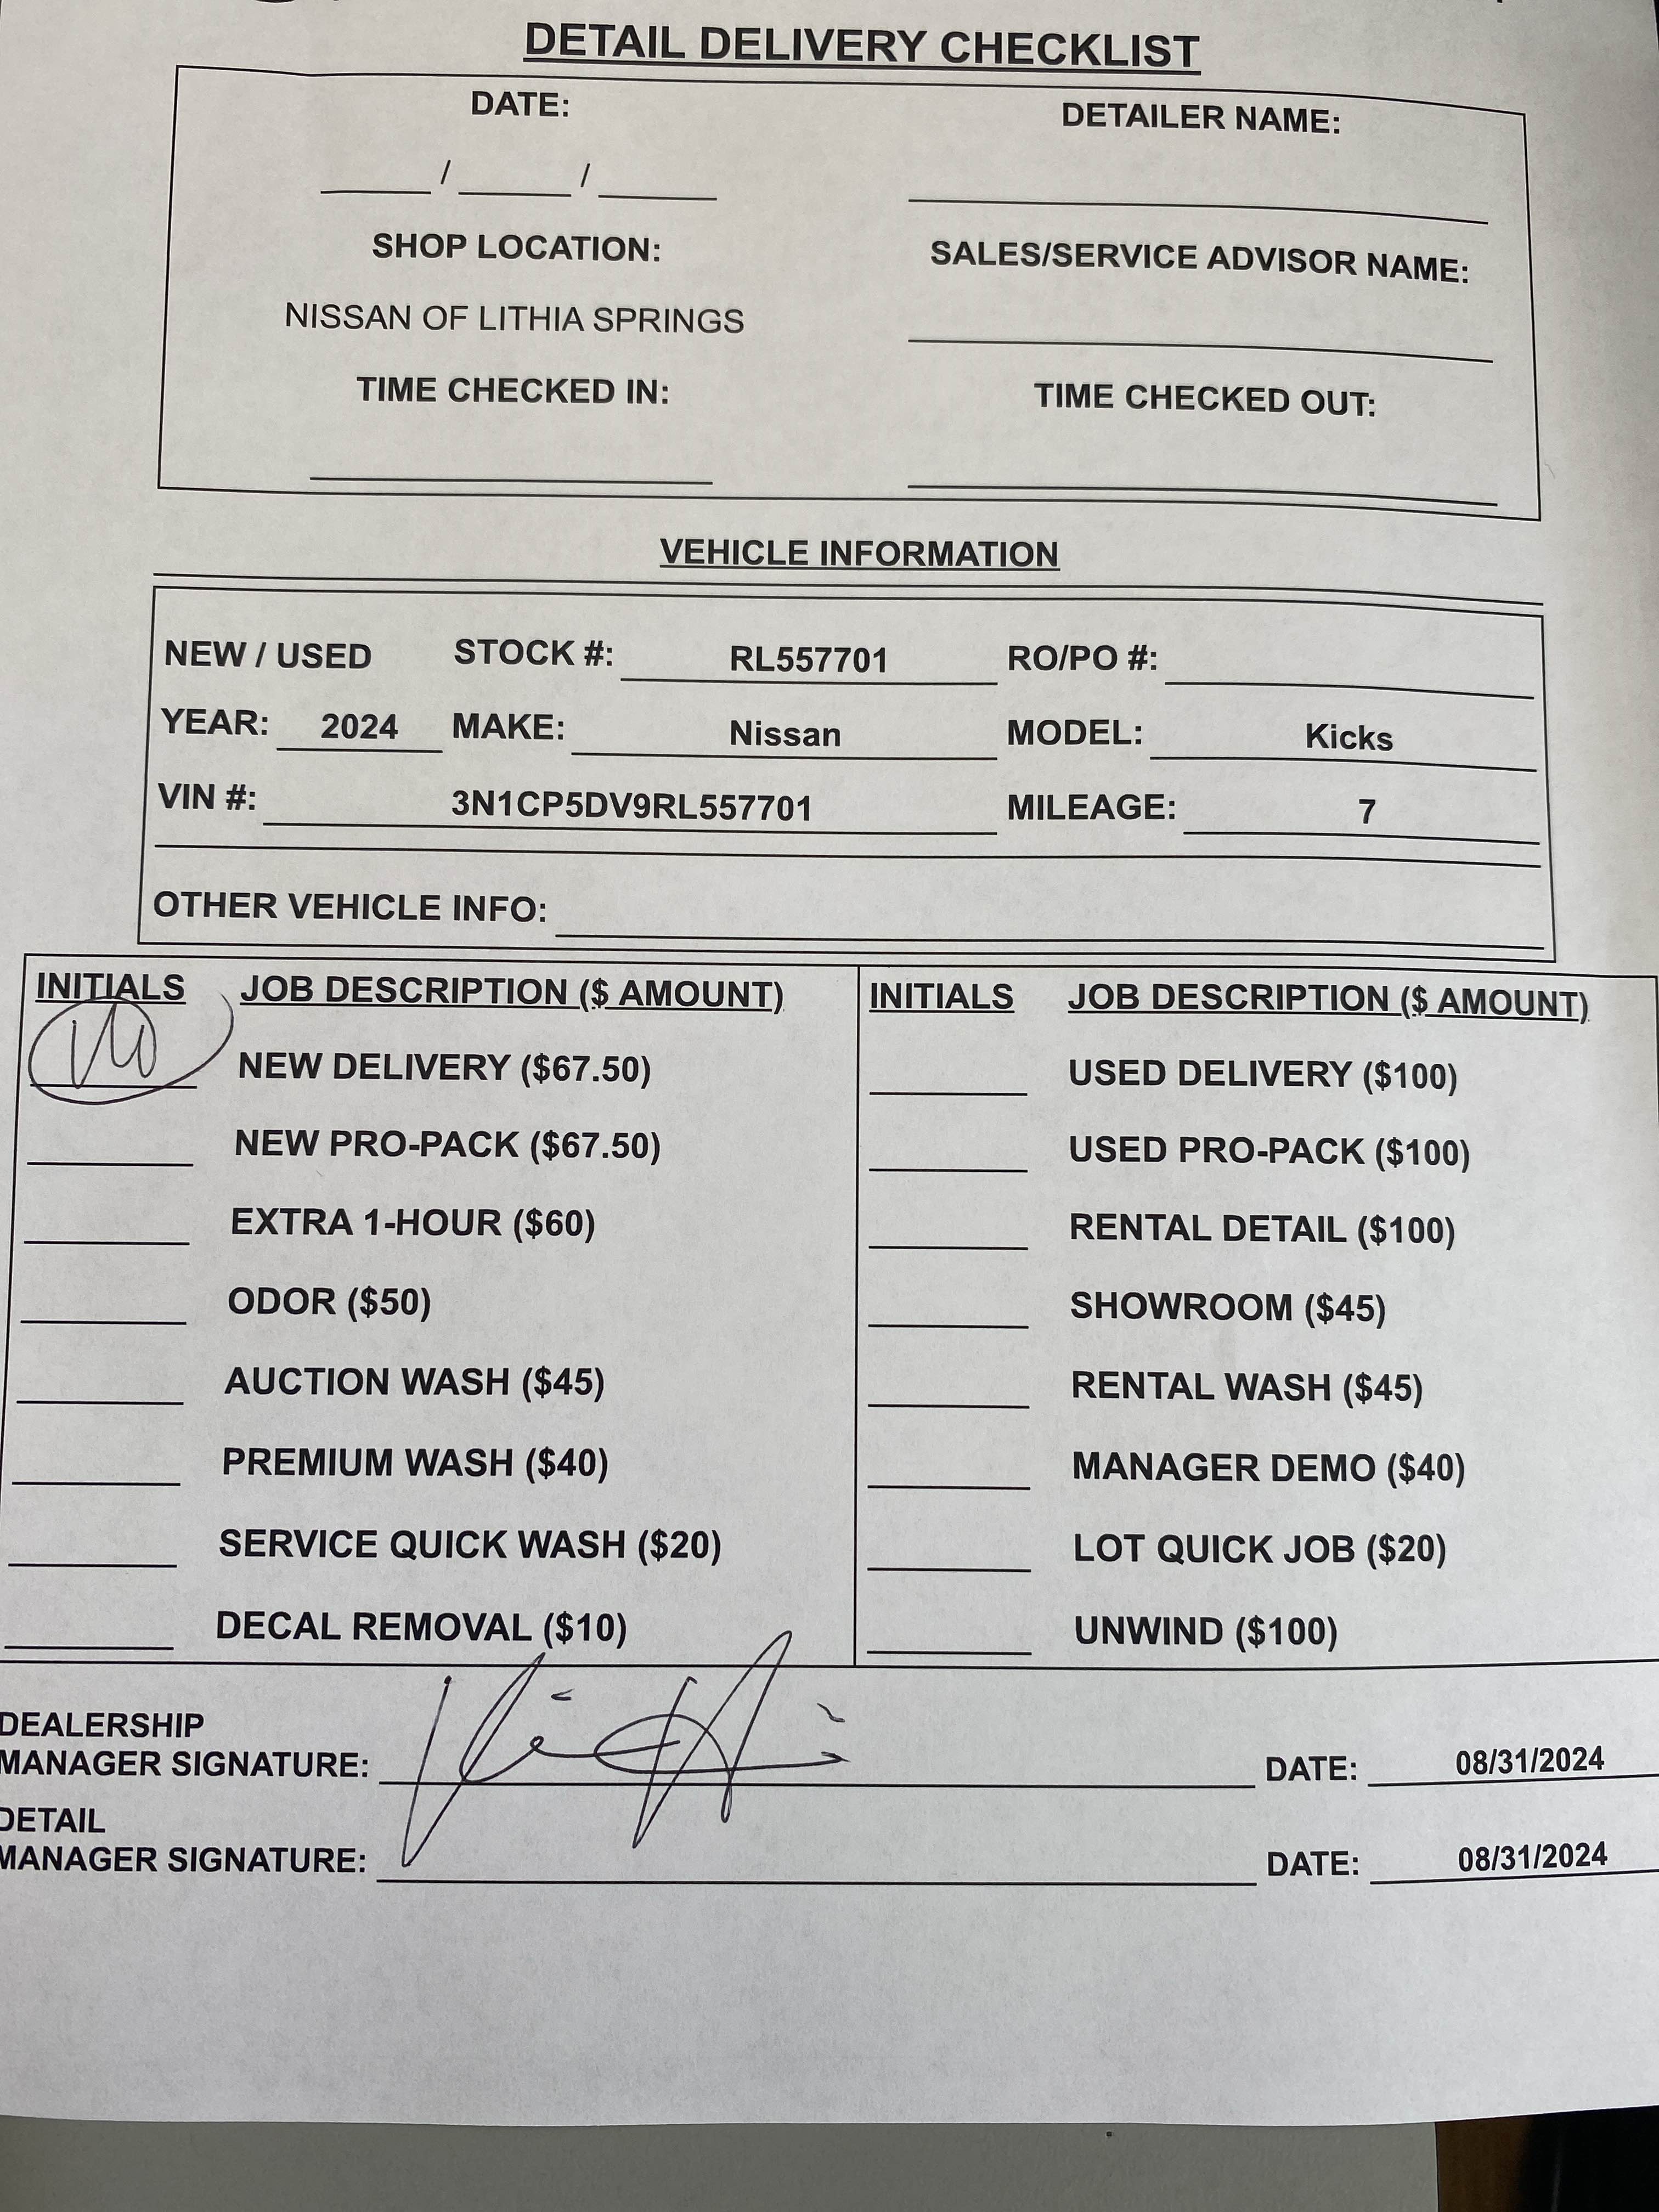 DETAIL DELIVERY CHECKLIST
DATE: DETAILER NAME:
/ /
SHOP LOCATION: SALES/SERVICE ADVISOR NAME:
NISSAN OF LITHIA SPRINGS
TIME CHECKED IN: TIME CHECKED OUT:
VEHICLE INFORMATION
NEW / USED STOCK #: RL557701 RO/PO #:
YEAR: 2024 MAKE: Nissan MODEL: Kicks
VIN #: 3N1CP5DV9RL557701 MILEAGE: 7
OTHER VEHICLE INFO:
INITIALS JOB DESCRIPTION ($ AMOUNT) INITIALS JOB DESCRIPTION ($ AMOUNT)
NEW DELIVERY ($67.50) USED DELIVERY ($100)
NEW PRO-PACK ($67.50) USED PRO-PACK ($100)
EXTRA 1-HOUR ($60) RENTAL DETAIL ($100)
ODOR ($50) SHOWROOM ($45)
AUCTION WASH ($45) RENTAL WASH ($45)
PREMIUM WASH ($40) MANAGER DEMO ($40)
SERVICE QUICK WASH ($20) LOT QUICK JOB ($20)
DECAL REMOVAL ($10) UNWIND ($100)
DEALERSHIP
MANAGER SIGNATURE: DATE: 08/31/2024
DETAIL
MANAGER SIGNATURE: DATE: 08/31/2024